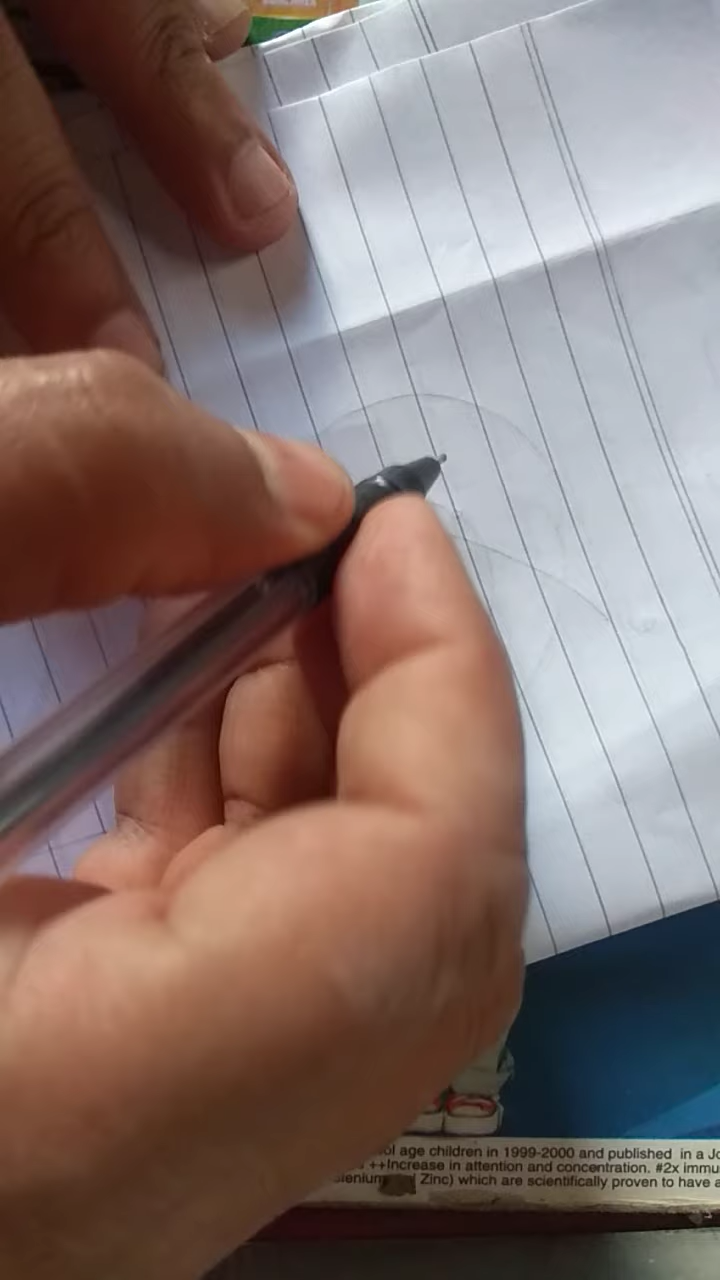 ol age children in 1999-2000 and published in a Jo
++Increase in attention and concentration. #2x immu
lenium Zinc) which are scientifically proven to have a